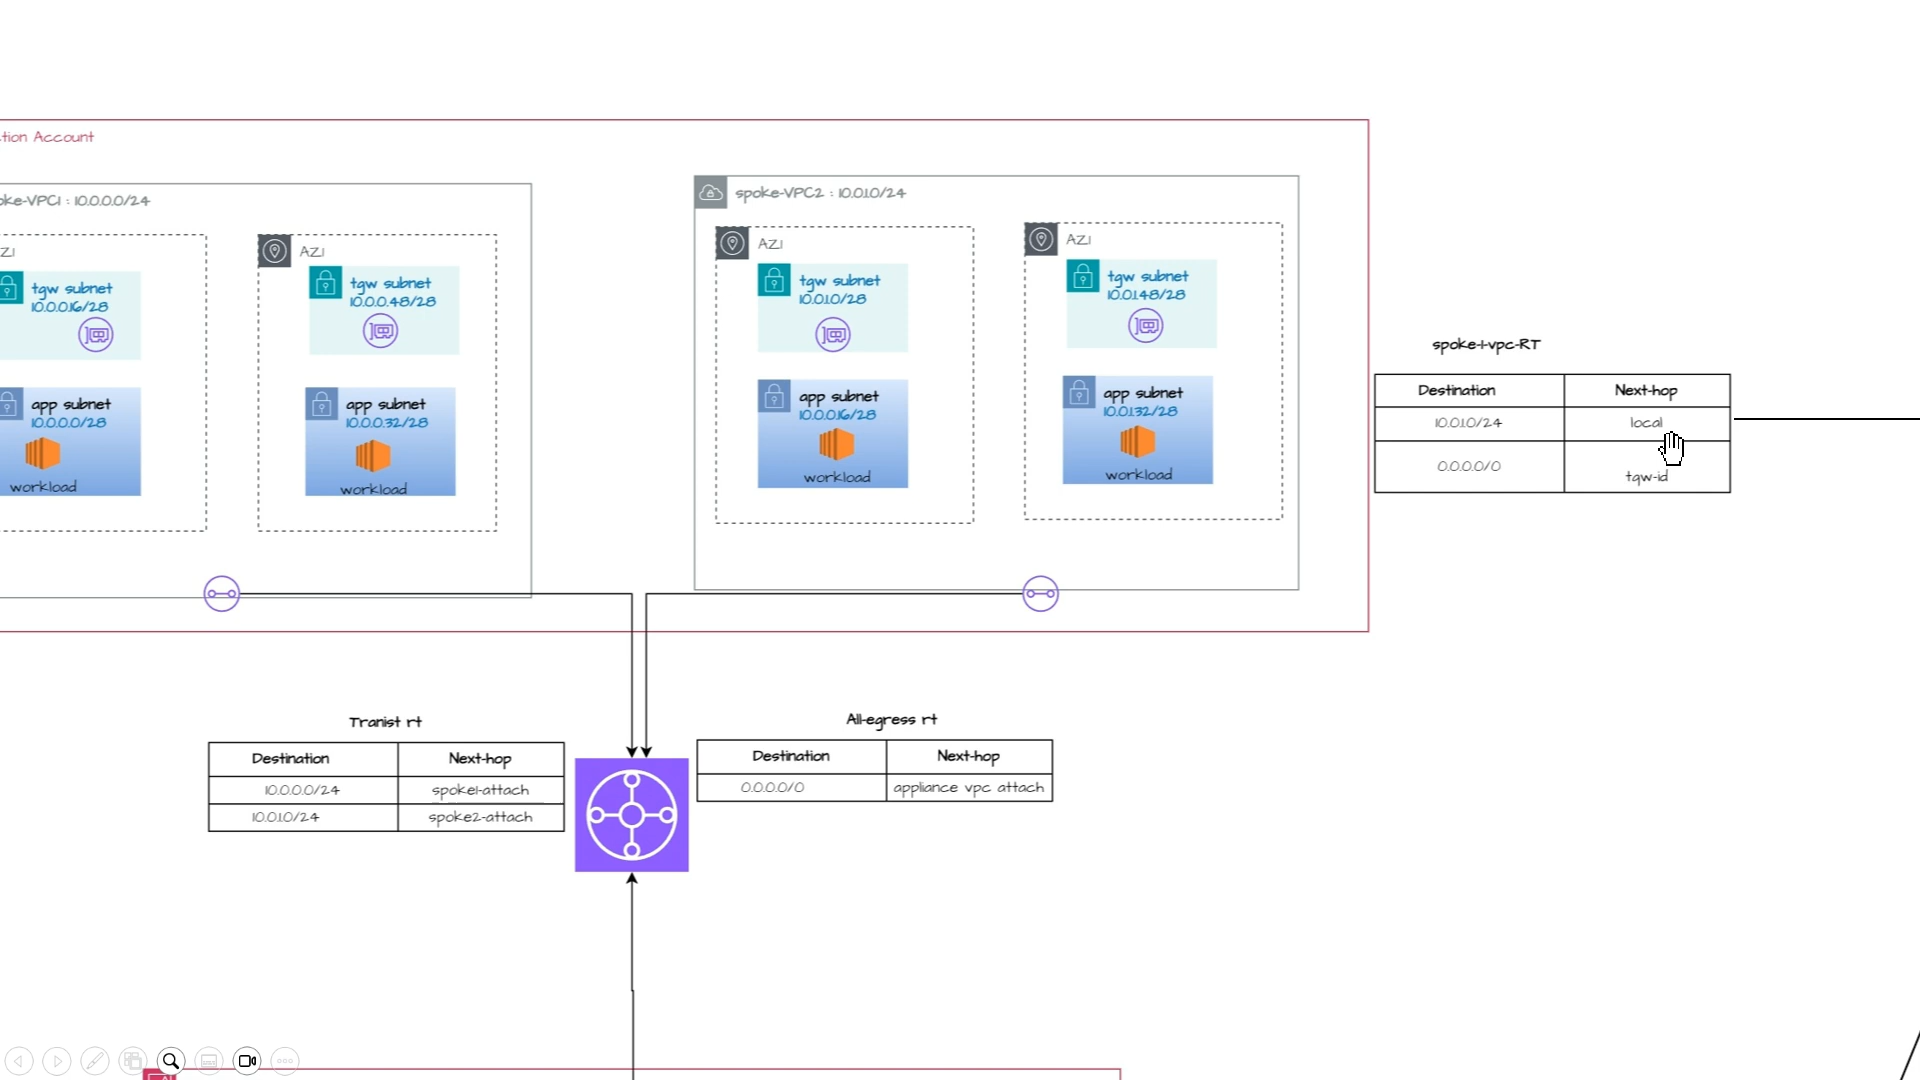 tion Account
ke-VPC1 : 10.0.0.0/24
Z1
tgw subnet
10.0.0.16/28
app subnet
10.0.0.0/28
workload
AZ1
tgw subnet
10.0.0.48/28
app subnet
10.0.0.32/28
workload
spoke-VPC2 : 10.0.1.0/24
AZ1
tgw subnet
10.0.1.0/28
app subnet
10.0.0.16/28
workload
AZ1
tgw subnet
10.0.1.48/28
app subnet
10.0.1.32/28
workload
spoke-1-vpc-RT
Destination Next-hop
10.0.1.0/24 local
0.0.0.0/0 tgw-id
Tranist rt
Destination Next-hop
10.0.0.0/24 spoke1-attach
10.0.1.0/24 spoke2-attach
All-egress rt
Destination Next-hop
0.0.0.0/0 appliance vpc attach